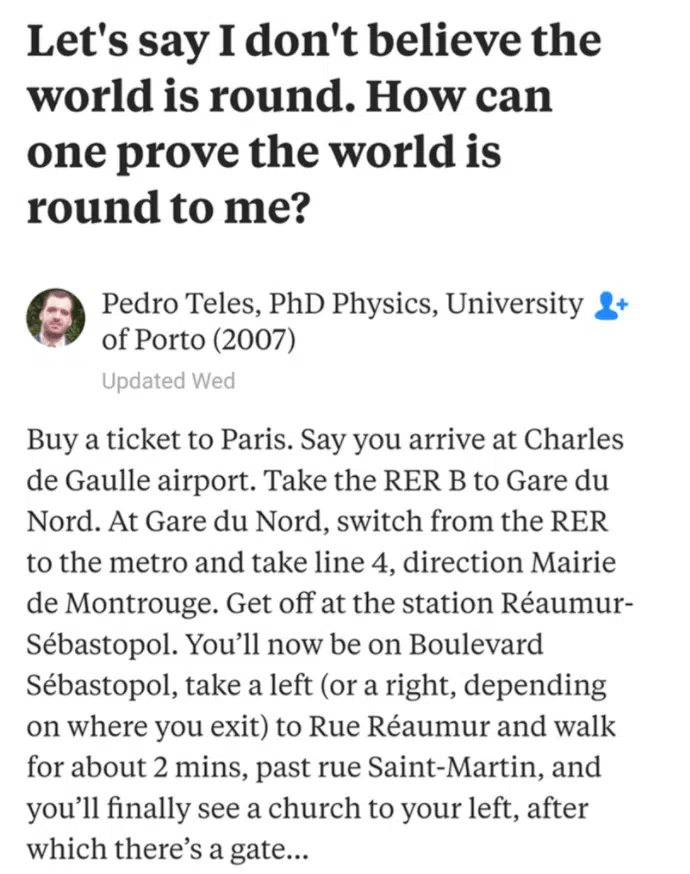 Let's say I don't believe the
world is round. How can
one prove the world is
round to me?
Pedro Teles, PhD Physics, University
of Porto (2007)
Updated Wed
Buy a ticket to Paris. Say you arrive at Charles
de Gaulle airport. Take the RER B to Gare du
Nord. At Gare du Nord, switch from the RER
to the metro and take line 4, direction Mairie
de Montrouge. Get off at the station Réaumur-
Sébastopol. You’ll now be on Boulevard
Sébastopol, take a left (or a right, depending
on where you exit) to Rue Réaumur and walk
for about 2 mins, past rue Saint-Martin, and
you’ll finally see a church to your left, after
which there’s a gate...